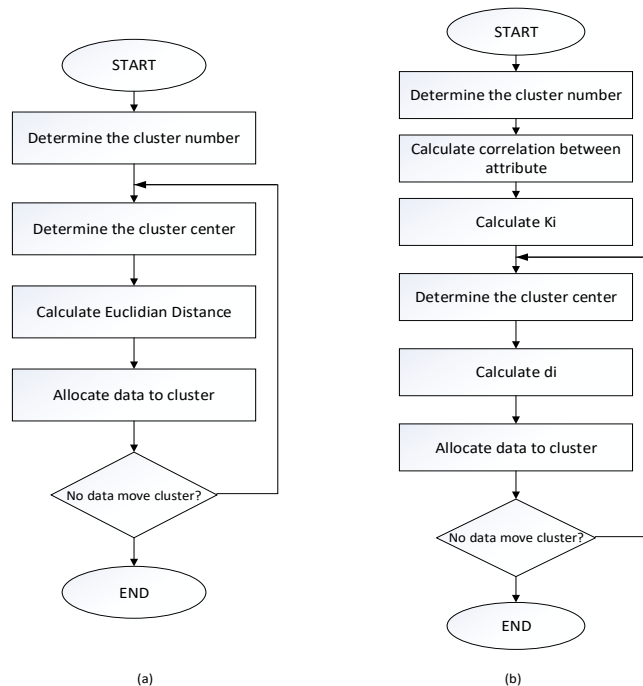 START
Determine the cluster number
Determine the cluster center
Calculate Euclidian Distance
Allocate data to cluster
No data move cluster?
END
(a)
START
Determine the cluster number
Calculate correlation between
attribute
Calculate Ki
Determine the cluster center
Calculate di
Allocate data to cluster
No data move cluster?
END
(b)